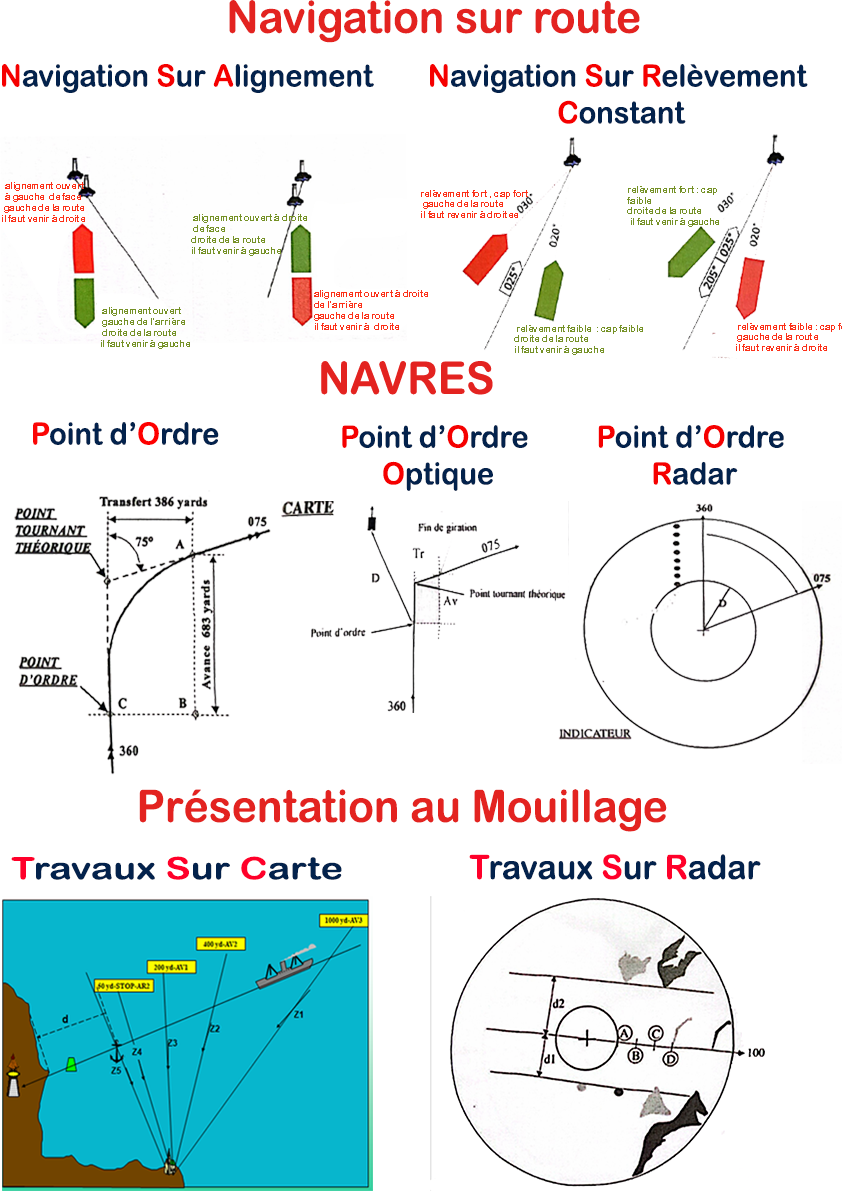 Navigation sur route
Navigation Sur Alignement
Navigation Sur Relèvement
Constant
alignement ouvert
à gauche de face
gauche de la route
il faut venir à droite
alignement ouvert à droite
de face
droite de la route
il faut venir à gauche
alignement ouvert
gauche de l'arrière
droite de la route
il faut venir à gauche
alignement ouvert à droite
de l'arrière
gauche de la route
il faut venir à droite
relèvement fort , cap fort
gauche de la route
il faut revenir à droitee
030°
025°
020°
relèvement faible : cap faible
droite de la route
il faut venir à gauche
relèvement fort : cap
faible
droite de la route
il faut venir à gauche
030°
205° 025°
020°
relèvement faible : cap f
gauche de la route
il faut revenir à droite
NAVRES
Point d'Ordre
Point d'Ordre
Optique
Point d'Ordre
Radar
Transfert 386 yards
POINT
TOURNANT
THÉORIQUE
CARTE
075
75°
A
Avance 683 yards
POINT
D'ORDRE
C
B
360
Fin de giration
Tr
075
D
Point tournant théorique
Av
Point d'ordre
360
360
075
D
INDICATEUR
Présentation au Mouillage
Travaux Sur Carte
Travaux Sur Radar
1000 yd-AV3
400 yd-AV2
200 yd-AV1
60 yd-STOP-AR2
d
Z1
Z2
Z3
Z4
Z5
d2
d1
A
B
C
D
100